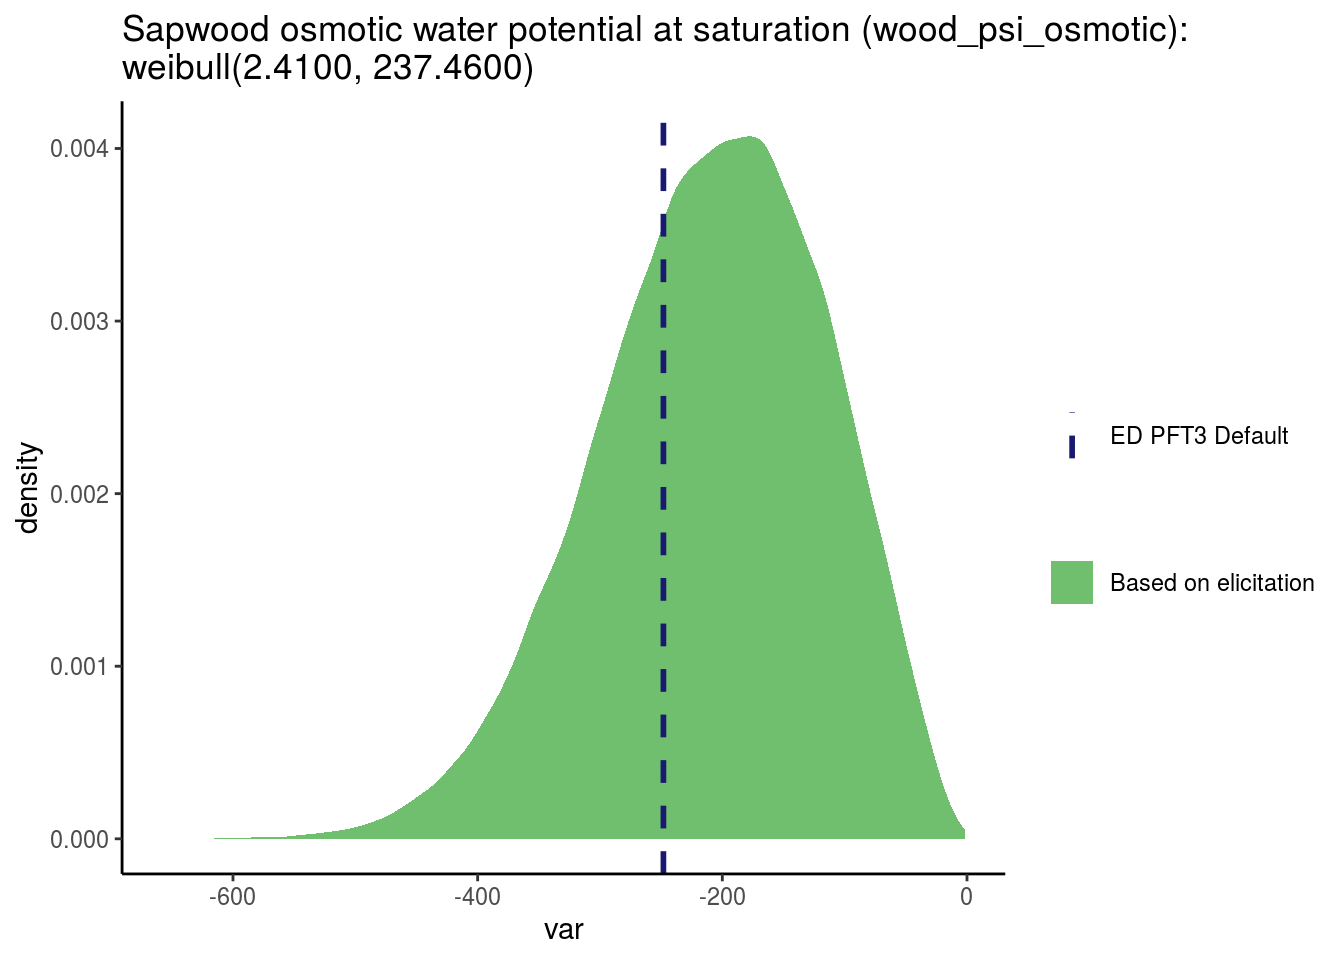 Sapwood osmotic water potential at saturation (wood_psi_osmotic):
weibull(2.4100, 237.4600)
0.004
0.003
0.002
0.001
0.000
density
-600
-400
-200
0
var
ED PFT3 Default
Based on elicitation